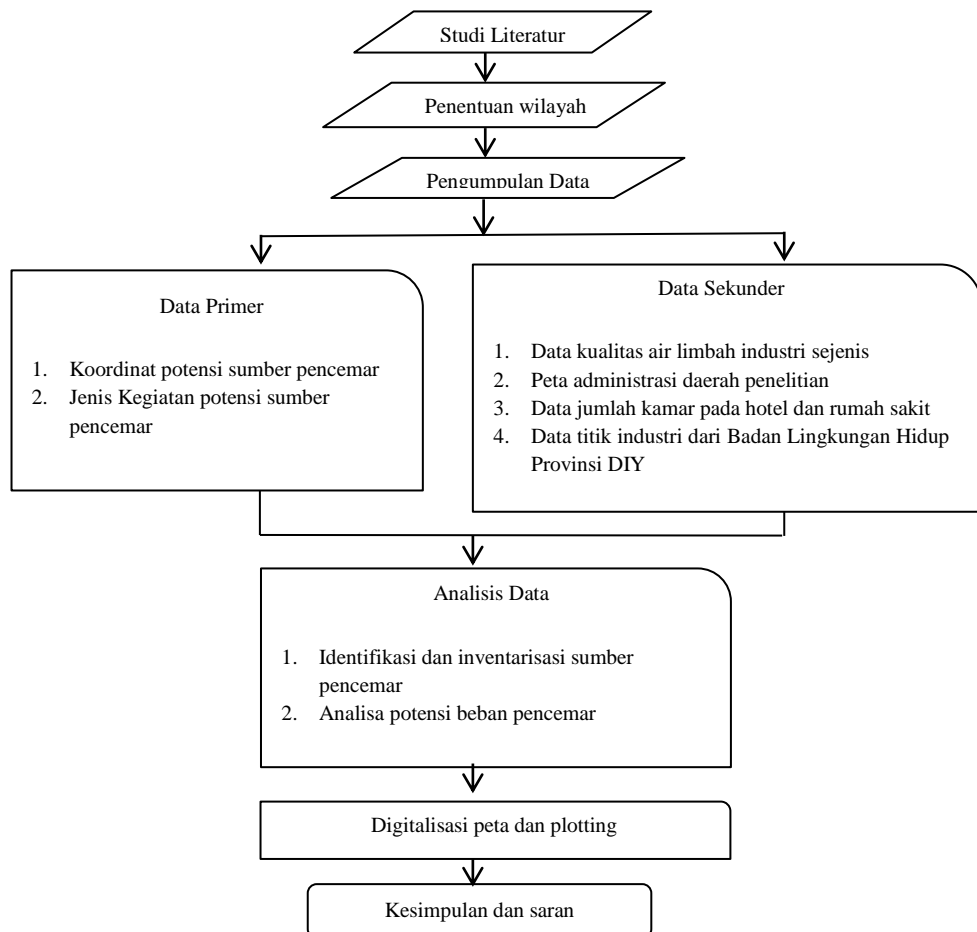 Studi Literatur
Penentuan wilayah
Pengumpulan Data
Data Primer
1. Koordinat potensi sumber pencemar
2. Jenis Kegiatan potensi sumber
pencemar
Data Sekunder
1. Data kualitas air limbah industri sejenis
2. Peta administrasi daerah penelitian
3. Data jumlah kamar pada hotel dan rumah sakit
4. Data titik industri dari Badan Lingkungan Hidup
Provinsi DIY
Analisis Data
1. Identifikasi dan inventarisasi sumber
pencemar
2. Analisa potensi beban pencemar
Digitalisasi peta dan plotting
Kesimpulan dan saran